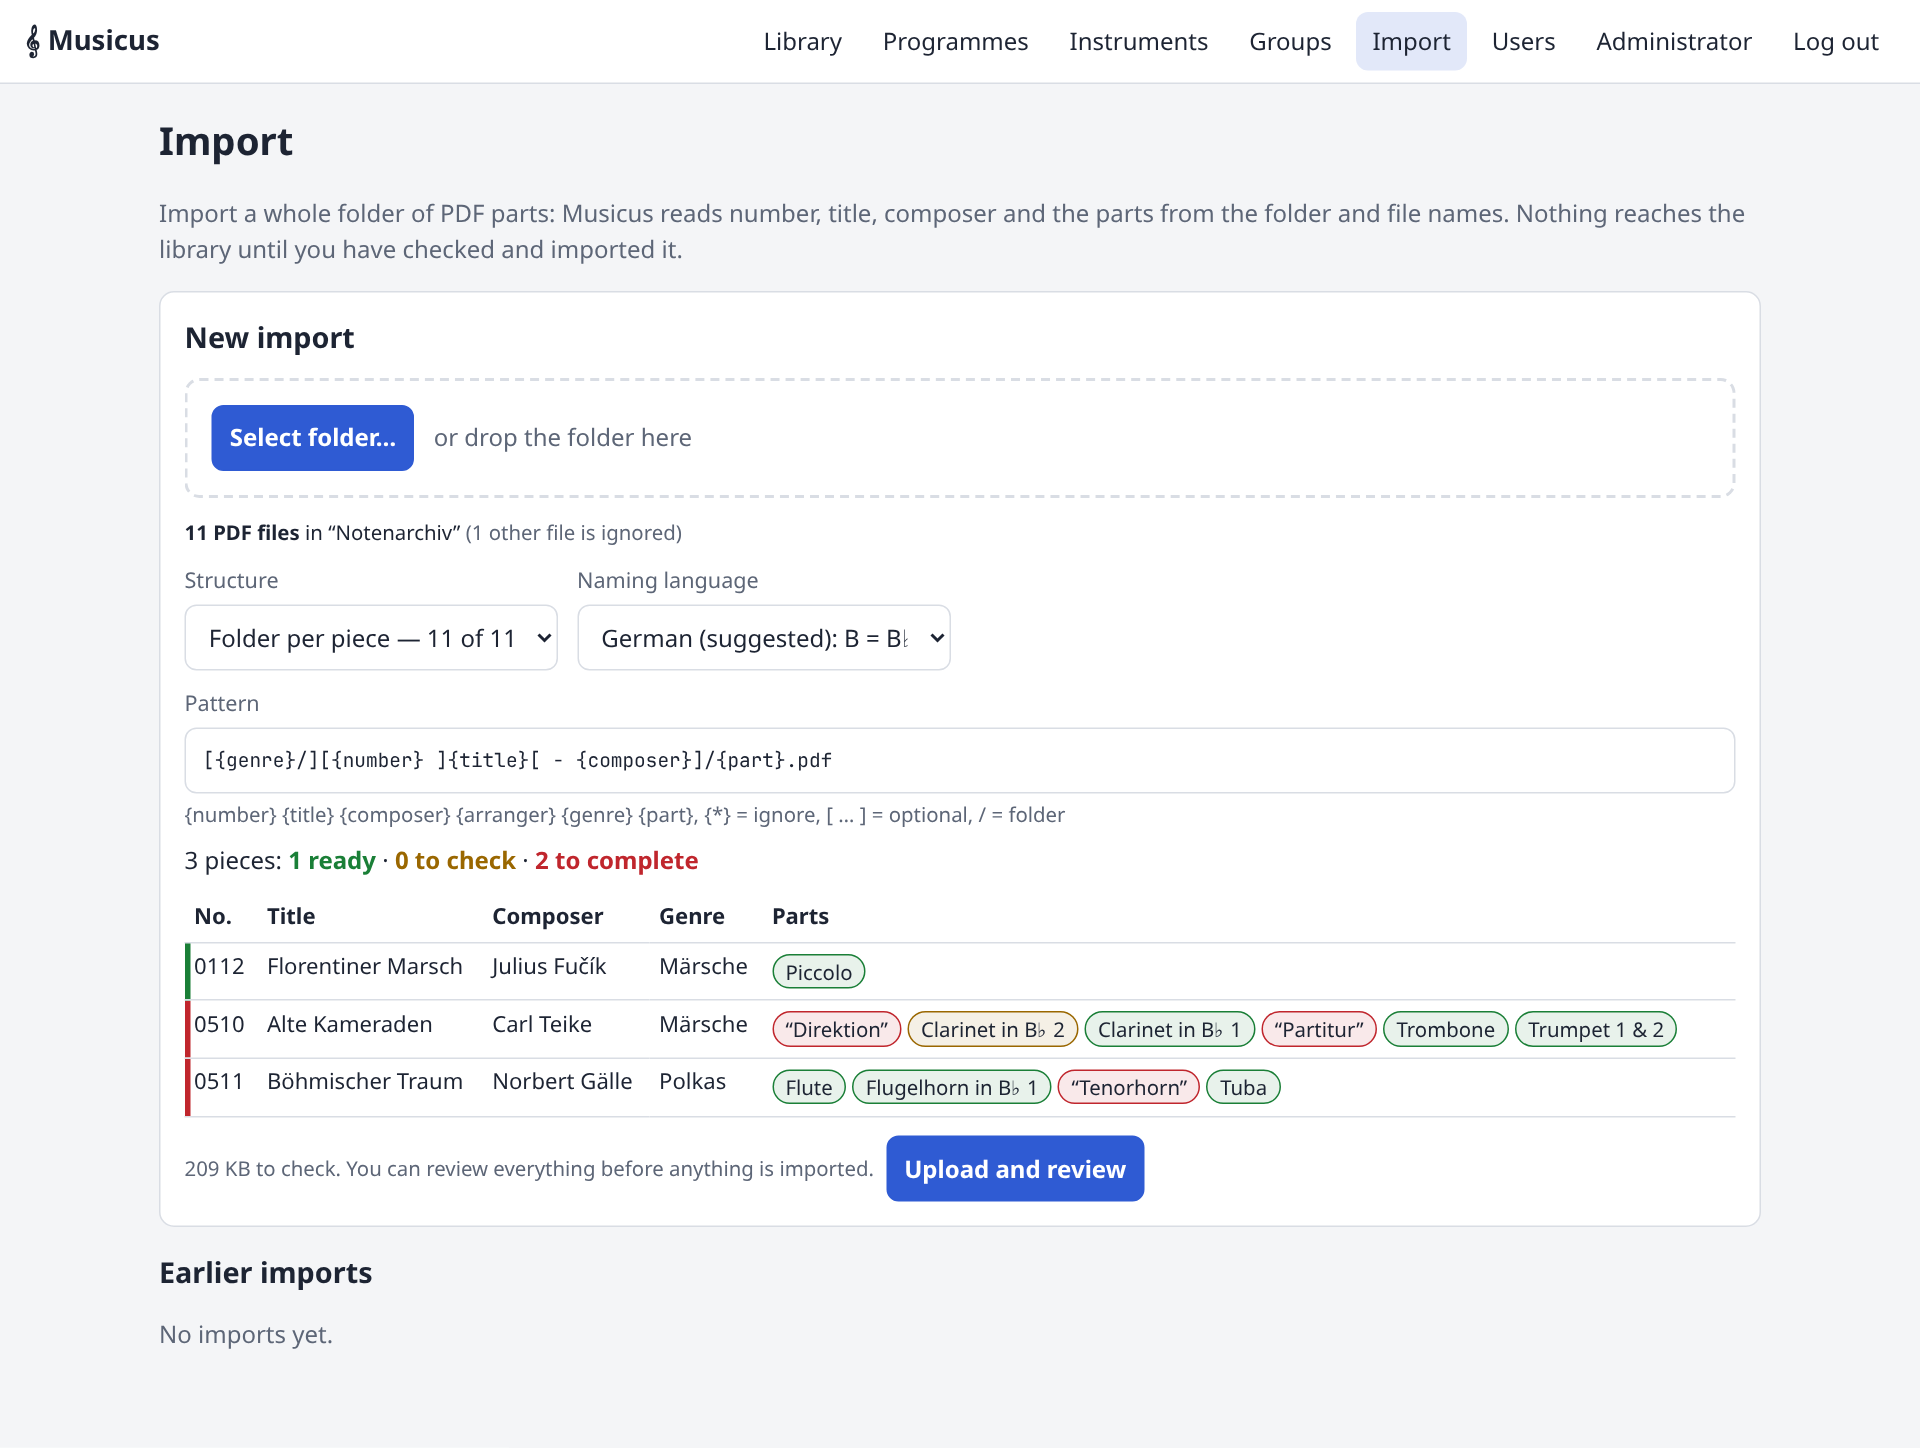 Musicus
Library Programmes Instruments Groups Import Users Administrator Log out
Import
Import a whole folder of PDF parts: Musicus reads number, title, composer and the parts from the folder and file names. Nothing reaches the
library until you have checked and imported it.
New import
Select folder… or drop the folder here
11 PDF files in “Notenarchiv” (1 other file is ignored)
Structure Naming language
Folder per piece — 11 of 11 German (suggested): B = B♭
Pattern
[{genre}/][{number} ]{title}[ - {composer}]/{part}.pdf
{number} {title} {composer} {arranger} {genre} {part}, {*} = ignore, [ … ] = optional, / = folder
3 pieces: 1 ready · 0 to check · 2 to complete
No. Title Composer Genre Parts
0112 Florentiner Marsch Julius Fučík Märsche Piccolo
0510 Alte Kameraden Carl Teike Märsche “Direktion” Clarinet in B♭ 2 Clarinet in B♭ 1 “Partitur” Trombone Trumpet 1 & 2
0511 Böhmischer Traum Norbert Gälle Polkas Flute Flugelhorn in B♭ 1 “Tenorhorn” Tuba
209 KB to check. You can review everything before anything is imported. Upload and review
Earlier imports
No imports yet.